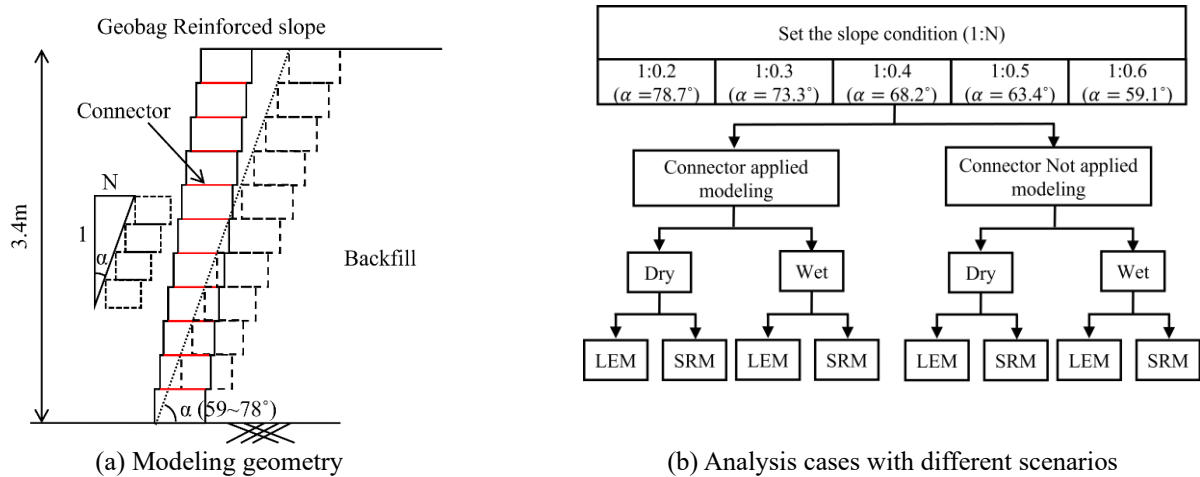 Geobag Reinforced slope
Connector
N
1
α
3.4m
Backfill
α (59~78˚)
(a) Modeling geometry
Set the slope condition (1:N)
1:0.2
(α =78.7˚)
1:0.3
(α =73.3˚)
1:0.4
(α =68.2˚)
1:0.5
(α =63.4˚)
1:0.6
(α =59.1˚)
Connector applied
modeling
Connector Not applied
modeling
Dry
Wet
Dry
Wet
LEM
SRM
LEM
SRM
LEM
SRM
LEM
SRM
(b) Analysis cases with different scenarios